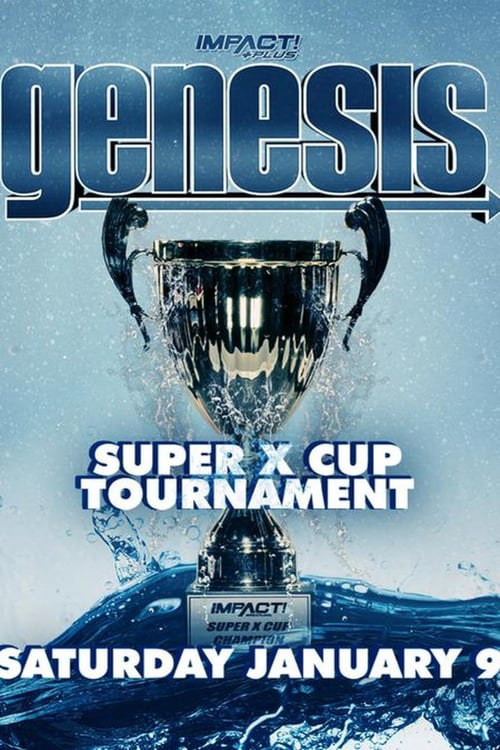 IMPACT!
+PLUS
genesis
SUPER X CUP
TOURNAMENT
IMPACT!
SUPER X CUP
CHAMPION
SATURDAY JANUARY 9